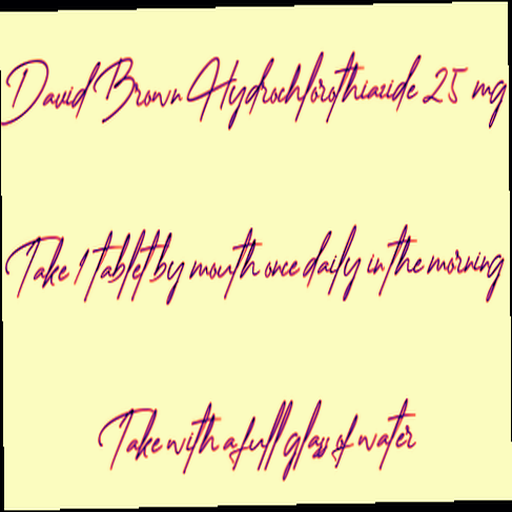 David Brown Hydrochlorothiazide 25 mg
Take 1 tablet by mouth once daily in the morning
Take with a full glass of water